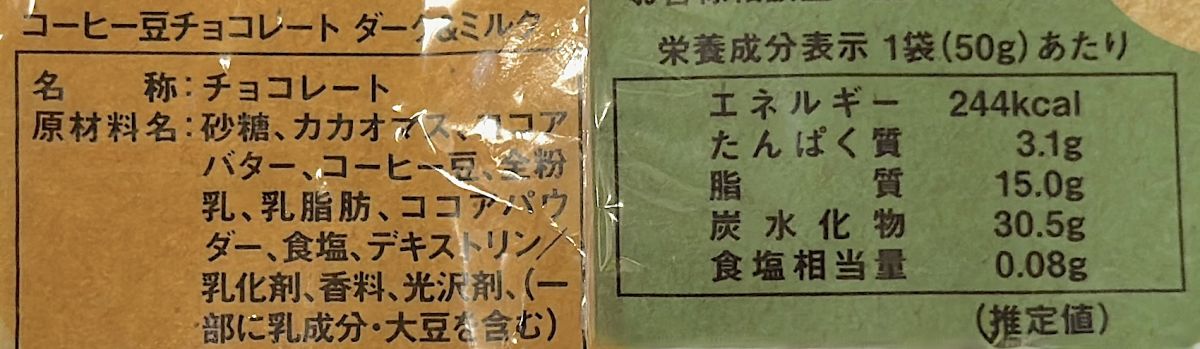 コーヒー豆チョコレート ダーク&ミルク
名　称:チョコレート
原材料名:砂糖、カカオマス、ココア
バター、コーヒー豆、全粉
乳、乳脂肪、ココアパウ
ダー、食塩、デキストリン/
乳化剤、香料、光沢剤、(一
部に乳成分・大豆を含む)
栄養成分表示 1袋(50g)あたり
エネルギー 244kcal
たんぱく質 3.1g
脂質 15.0g
炭水化物 30.5g
食塩相当量 0.08g
(推定値)